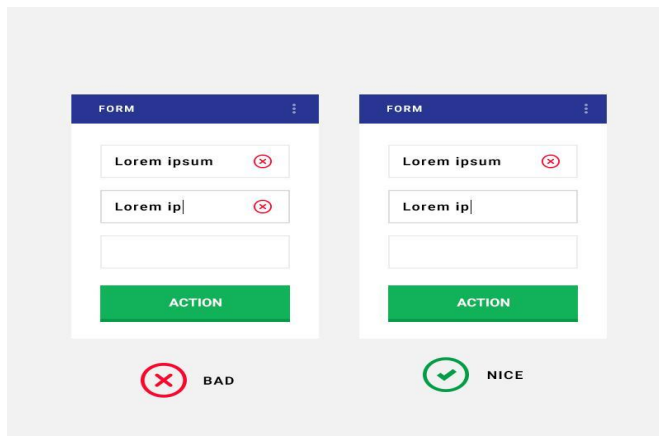 FORM
Lorem ipsum
Lorem ip
ACTION
BAD
FORM
Lorem ipsum
Lorem ip
ACTION
NICE